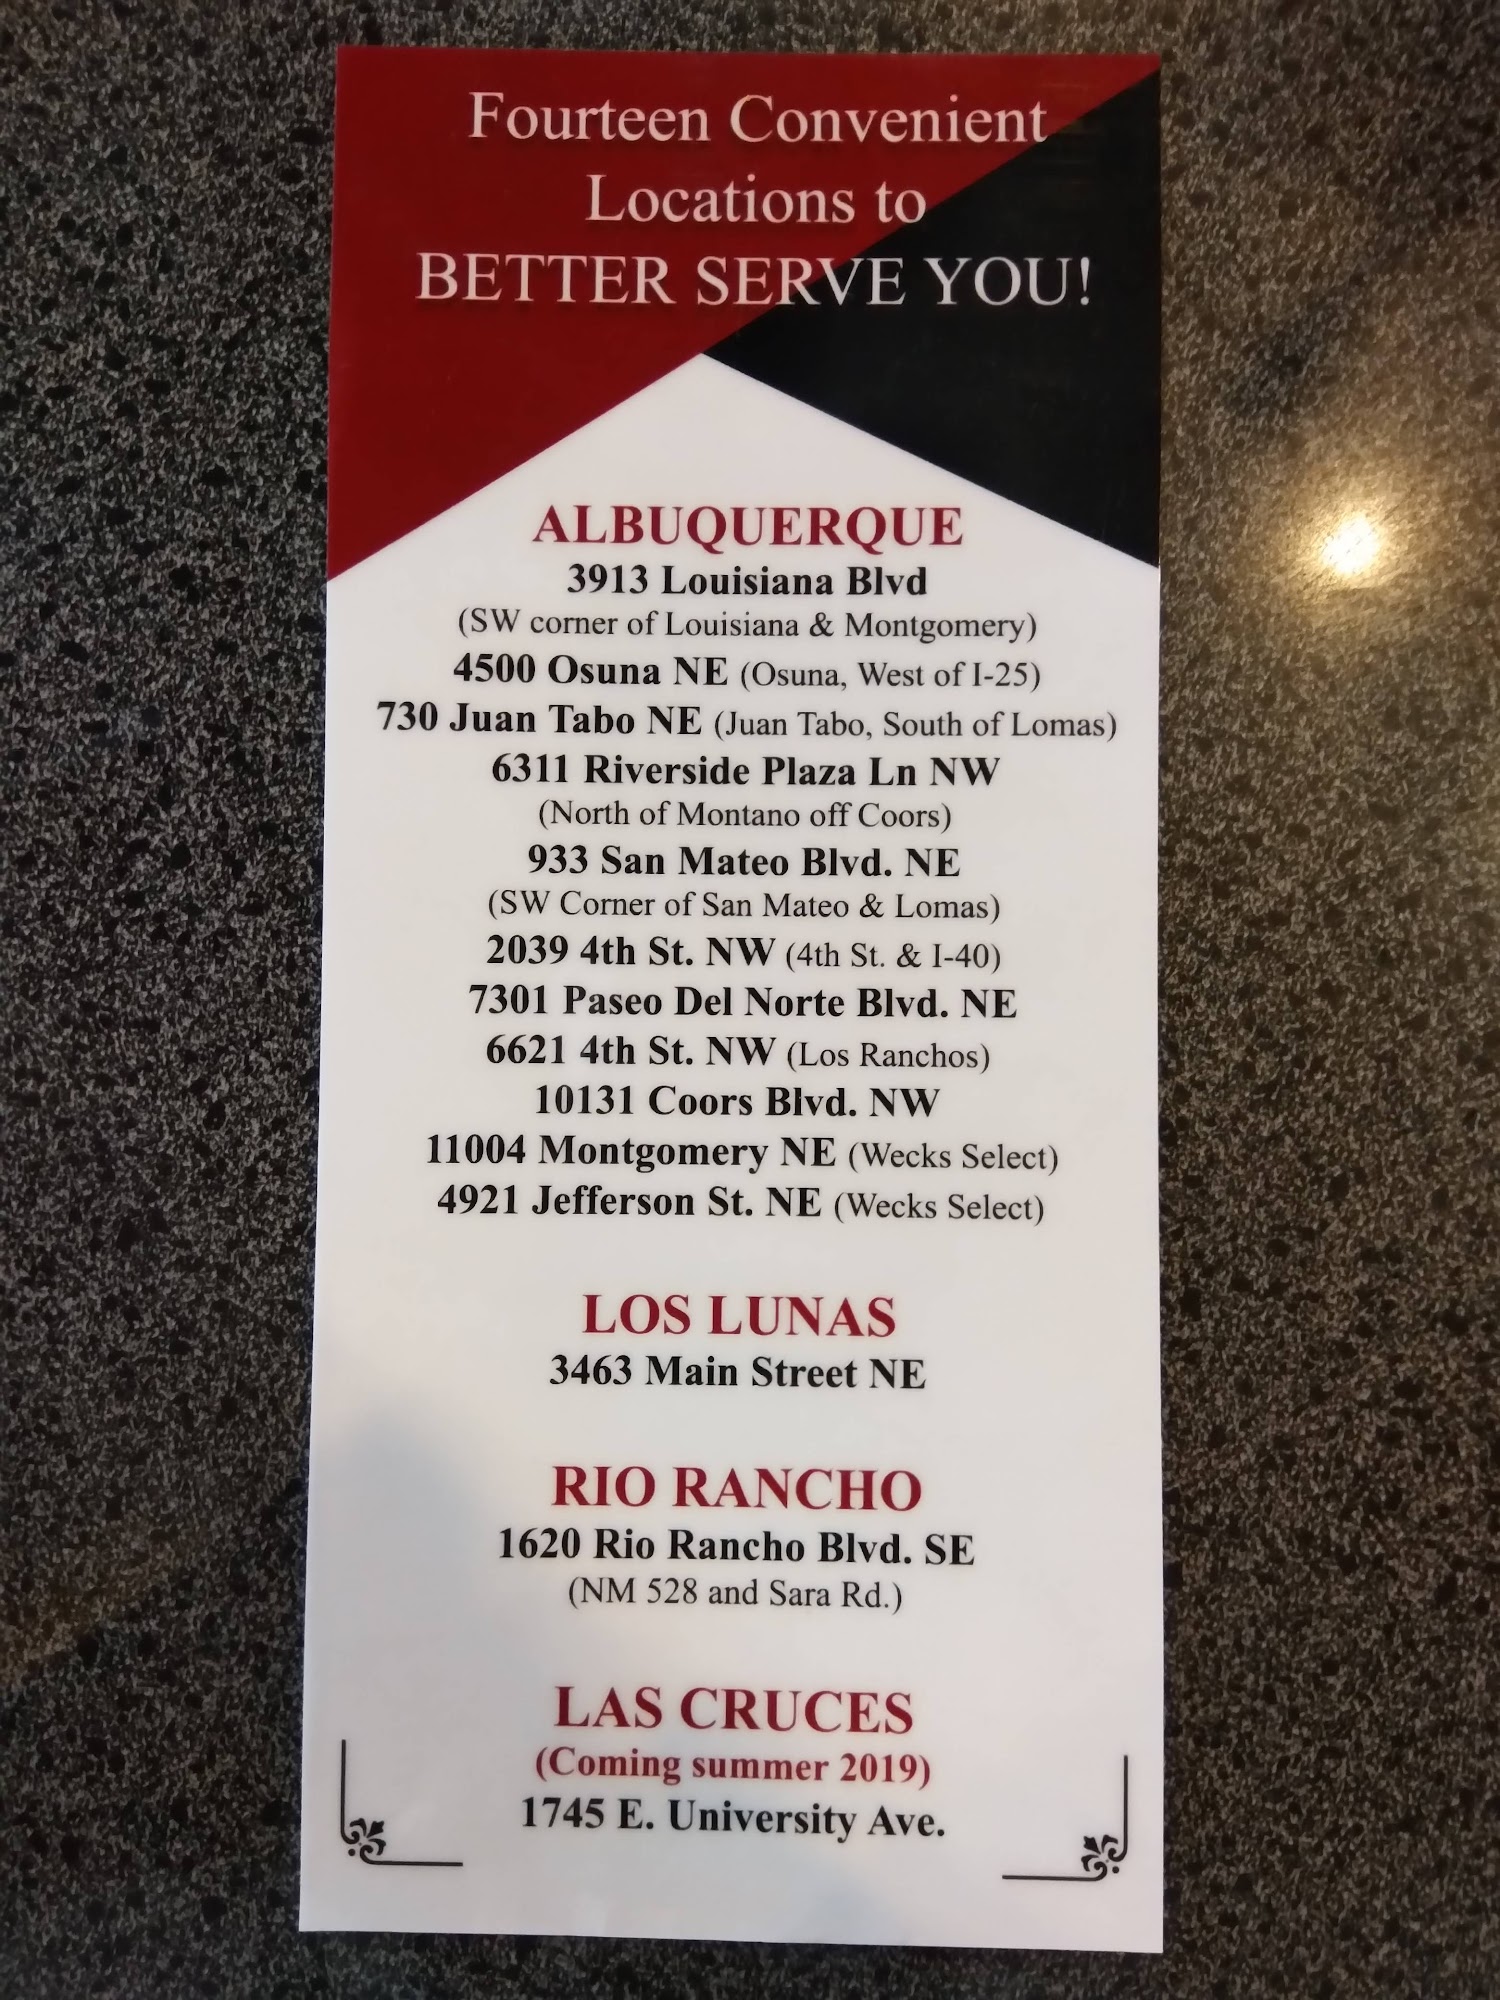 Fourteen Convenient
Locations to
BETTER SERVE YOU!
ALBUQUERQUE
3913 Louisiana Blvd
(SW corner of Louisiana & Montgomery)
4500 Osuna NE (Osuna, West of I-25)
730 Juan Tabo NE (Juan Tabo, South of Lomas)
6311 Riverside Plaza Ln NW
(North of Montano off Coors)
933 San Mateo Blvd. NE
(SW Corner of San Mateo & Lomas)
2039 4th St. NW (4th St. & I-40)
7301 Paseo Del Norte Blvd. NE
6621 4th St. NW (Los Ranchos)
10131 Coors Blvd. NW
11004 Montgomery NE (Wecks Select)
4921 Jefferson St. NE (Wecks Select)
LOS LUNAS
3463 Main Street NE
RIO RANCHO
1620 Rio Rancho Blvd. SE
(NM 528 and Sara Rd.)
LAS CRUCES
(Coming summer 2019)
1745 E. University Ave.